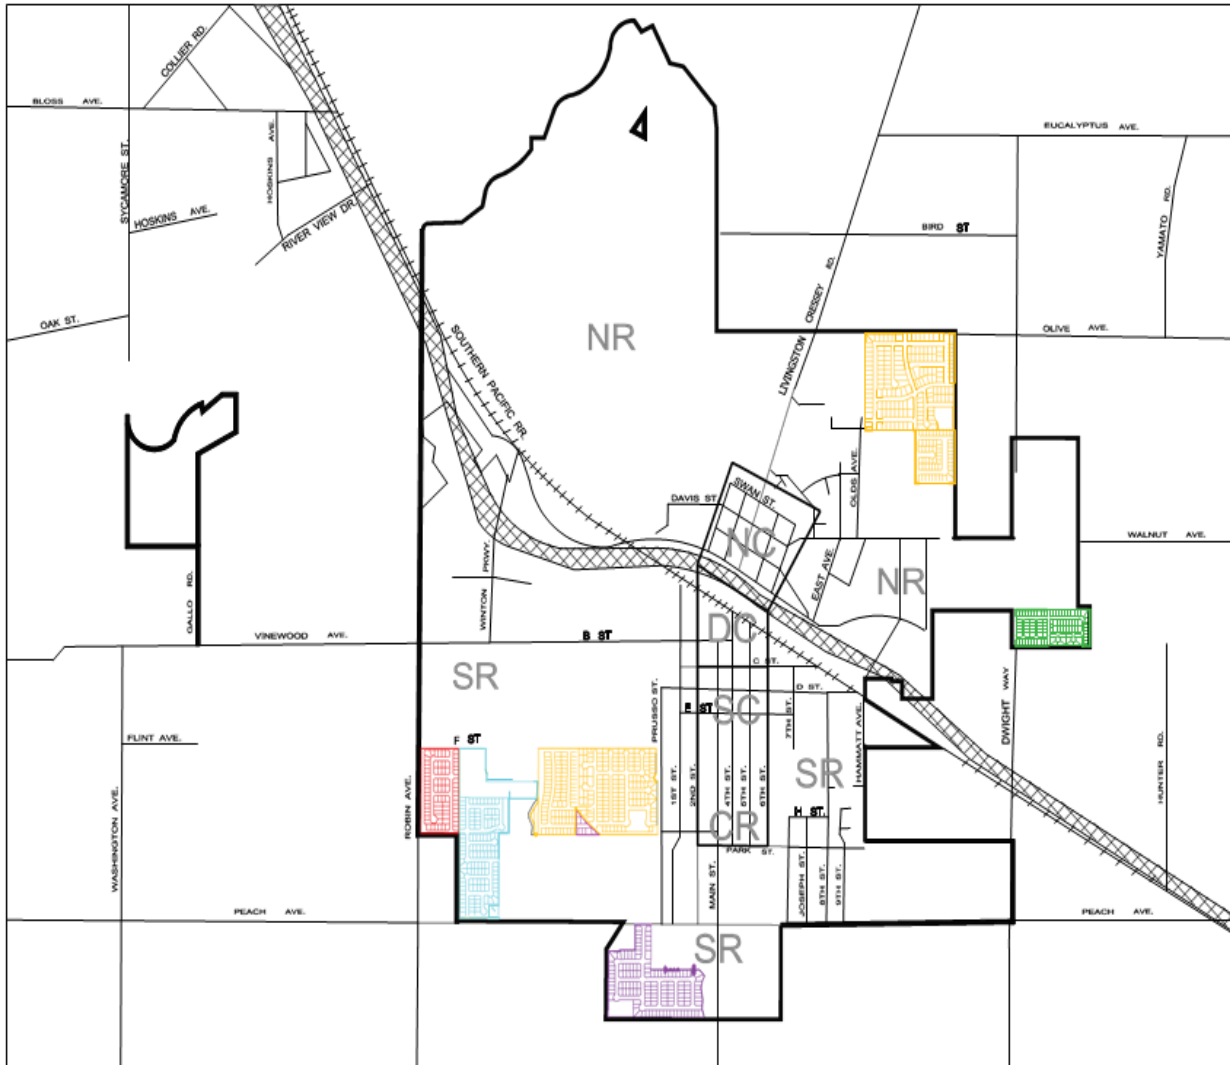 COLLIER RD.
BLOSS AVE.
EUCALYPTUS AVE.
SYCAMORE ST.
HOSKINS AVE.
HOSKINS AVE.
RIVER VIEW DR.
YAMATO RD.
BIRD ST
OAK ST.
SOUTHERN PACIFIC RR.
NR
LIVINGSTON CRESSEY RD.
OLIVE AVE.
OLDS AVE.
SWAN ST.
DAVIS ST.
NC
WALNUT AVE.
EAST AVE.
NR
WINTON PKWY.
GALLO RD.
VINEWOOD AVE.
B ST
DC
C ST.
SR
D ST.
PRUSSO ST.
E ST
SC
7TH ST.
HAMMATT AVE.
DWIGHT WAY
FLINT AVE.
F ST
HUNTER RD.
SR
1ST ST.
2ND ST.
4TH ST.
5TH ST.
6TH ST.
ROBIN AVE.
WASHINGTON AVE.
H ST.
CR
PARK ST.
MAIN ST.
JOSEPH ST.
8TH ST.
9TH ST.
PEACH AVE.
PEACH AVE.
SR